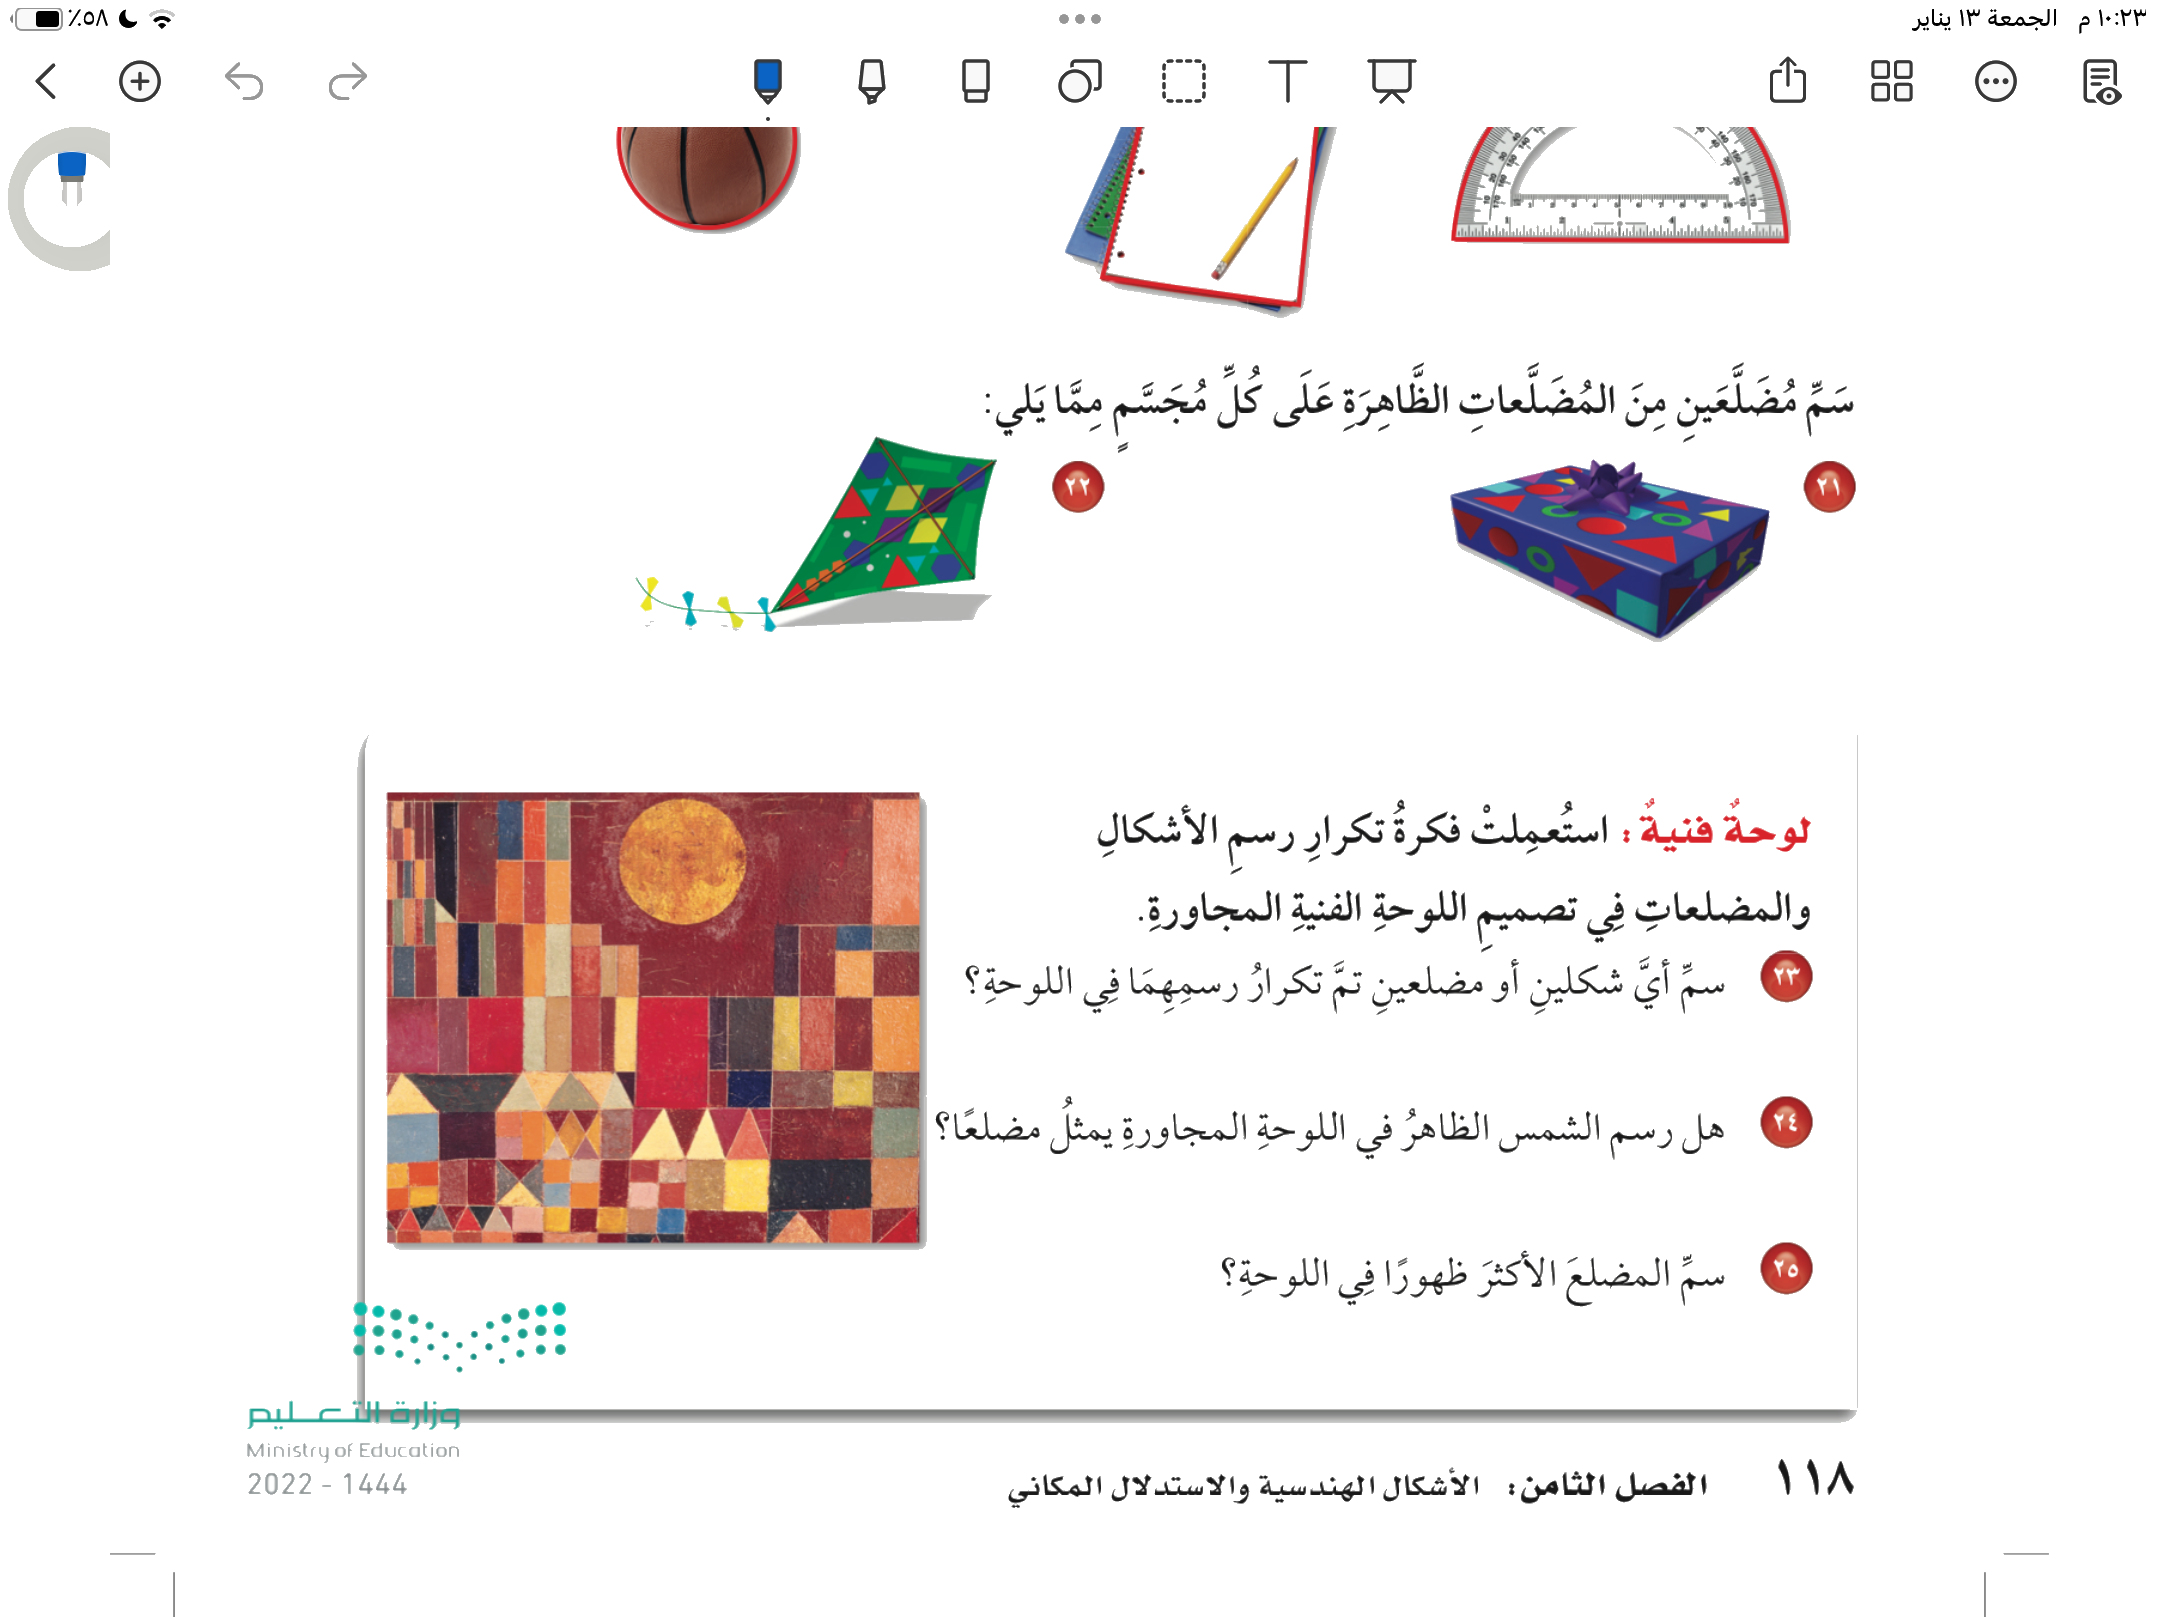 ١٠:٢٣ م الجمعة ١٣ يناير
٪٥٨
سَمِّ مُضَلَّعَينِ مِنَ المُضَلَّعاتِ الظَّاهِرَةِ عَلَى كُلِّ مُجَسَّمٍ مِمَّا يَلي:
٢١
٢٢
لوحةٌ فنيةٌ: استُعمِلتْ فكرةُ تكرارِ رسمِ الأشكالِ
والمضلعاتِ فِي تصميمِ اللوحةِ الفنيةِ المجاورةِ.
٢٣ سمِّ أيَّ شكلينِ أو مضلعينِ تمَّ تكرارُ رسمِهِمَا فِي اللوحةِ؟
٢٤ هل رسم الشمس الظاهرُ في اللوحةِ المجاورةِ يمثلُ مضلعًا؟
٢٥ سمِّ المضلعَ الأكثرَ ظهورًا فِي اللوحةِ؟
وزارة التعليم
Ministry of Education
2022 - 1444
١١٨ الفصل الثامن: الأشكال الهندسية والاستدلال المكاني